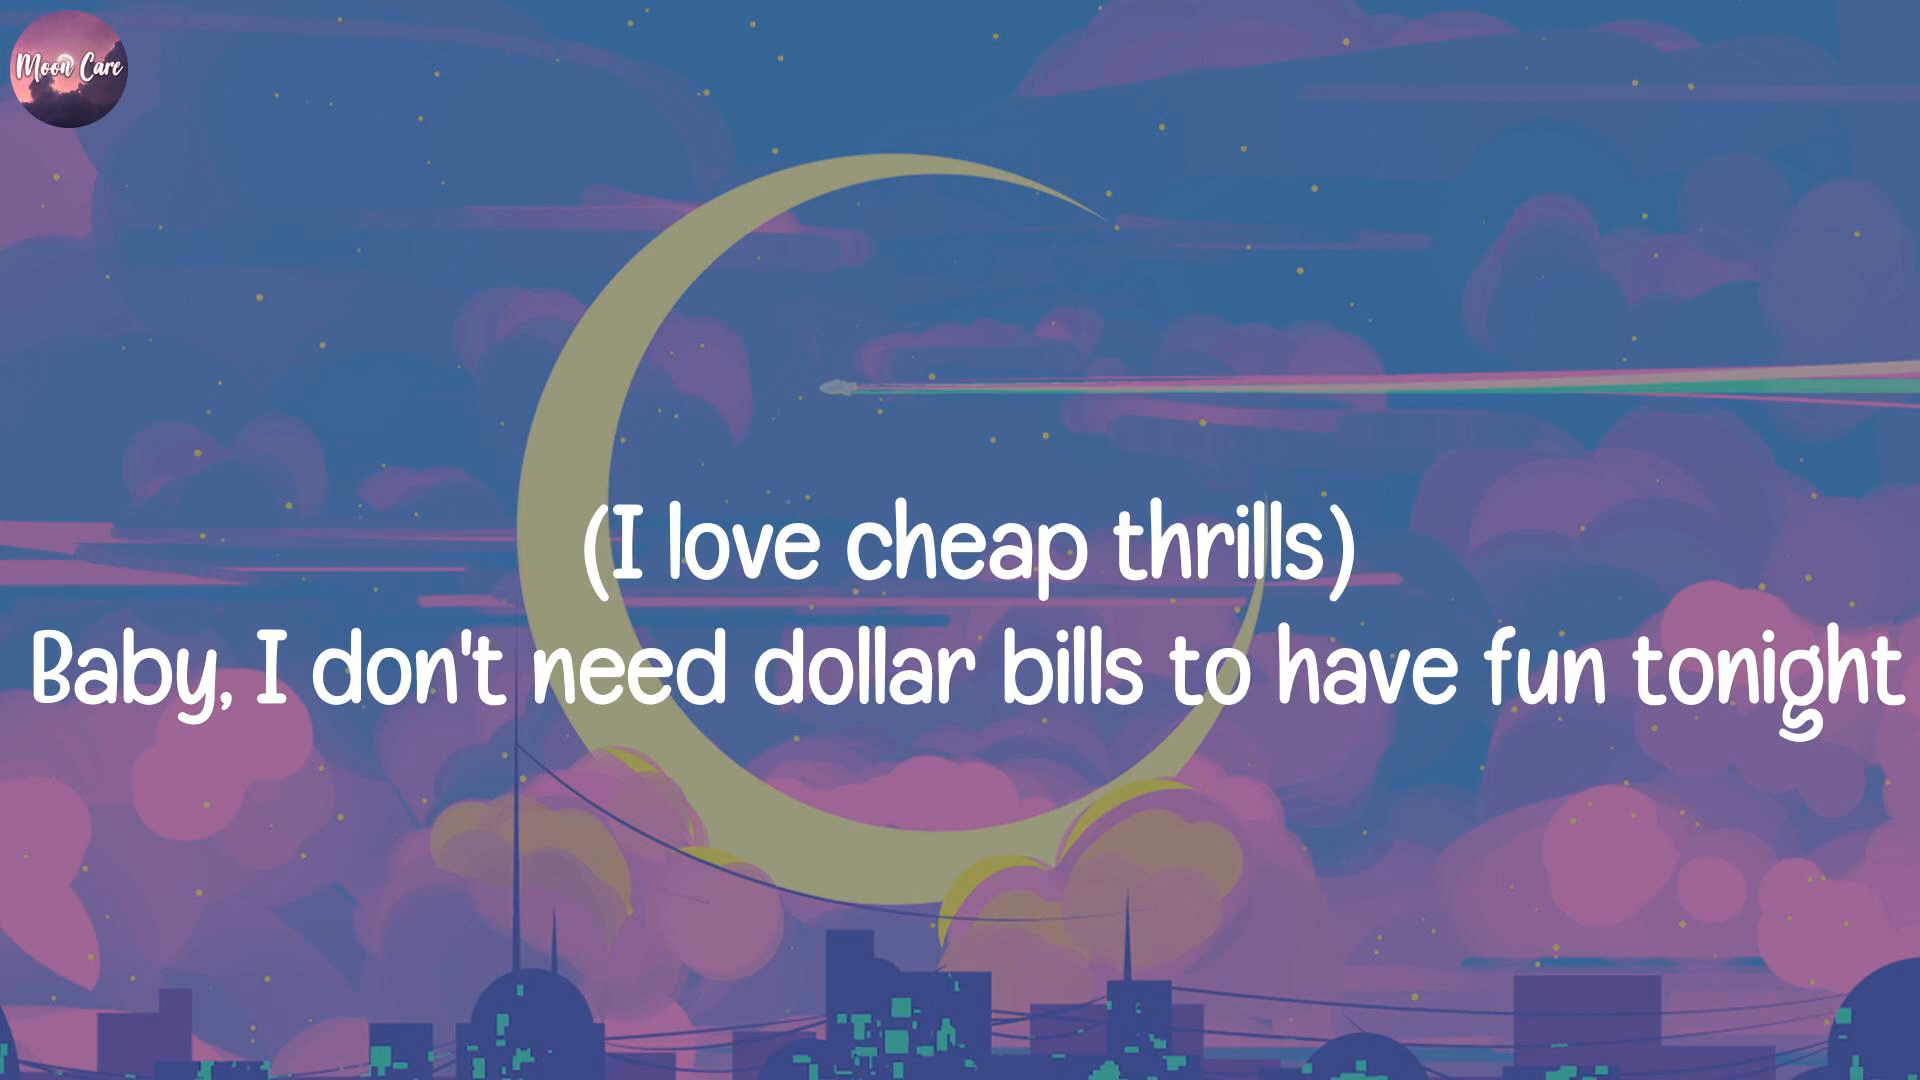 Moon Care
(I love cheap thrills)
Baby, I don't need dollar bills to have fun tonight